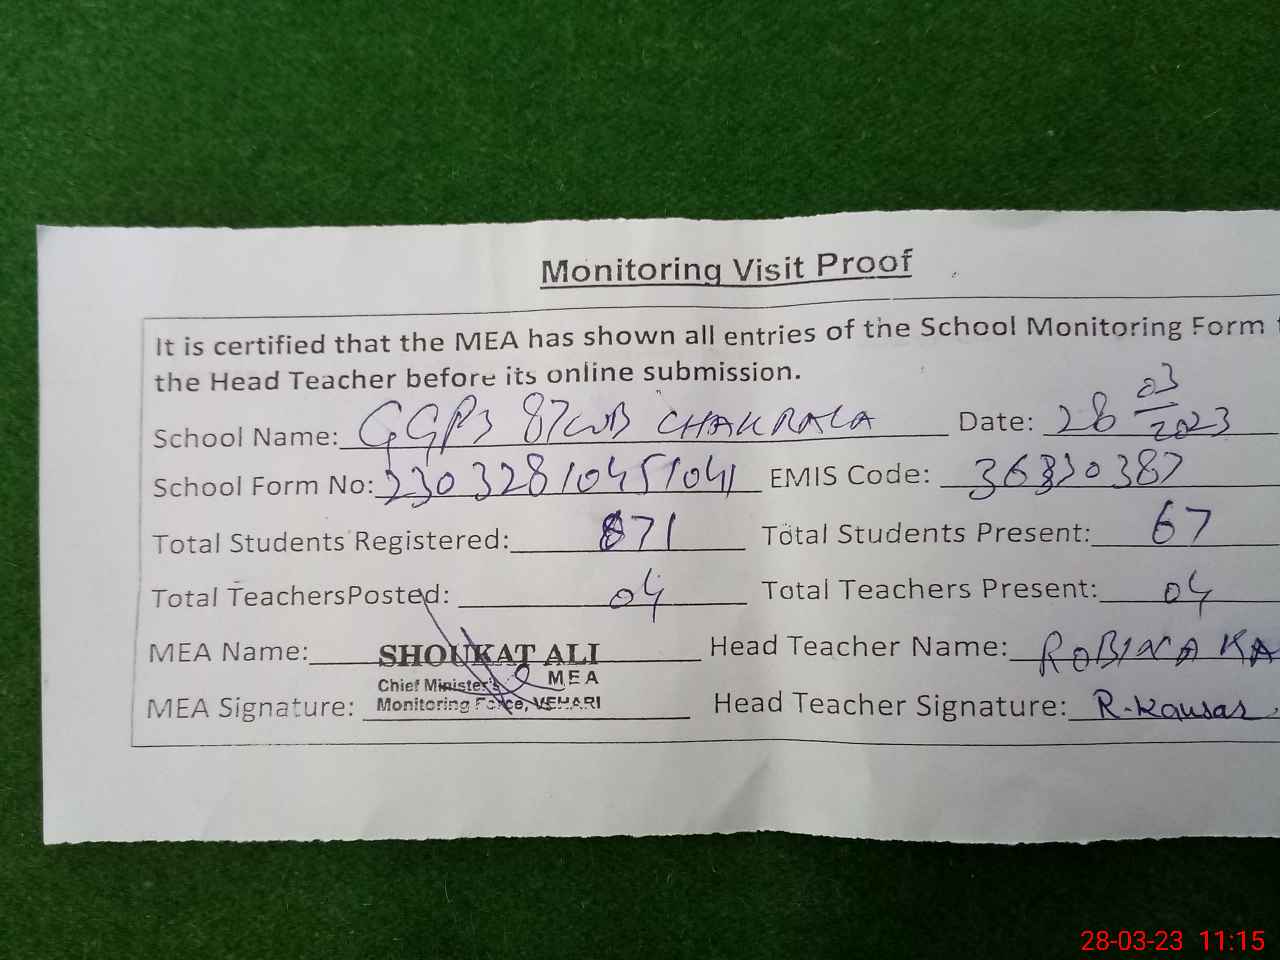 Monitoring Visit Proof
It is certified that the MEA has shown all entries of the School Monitoring Form
the Head Teacher before its online submission.
School Name: GGPS 87WB CHAKRALA Date: 28 03/2023
School Form No: 23032810451041 EMIS Code: 36330387
Total Students Registered: 871 Total Students Present: 67
Total TeachersPosted: 04 Total Teachers Present: 04
MEA Name: SHOUKAT ALI Head Teacher Name: ROBINA KA
MEA
Chief Minister's
MEA Signature: Monitoring Force, VEHARI Head Teacher Signature: R-Kausar
28-03-23 11:15